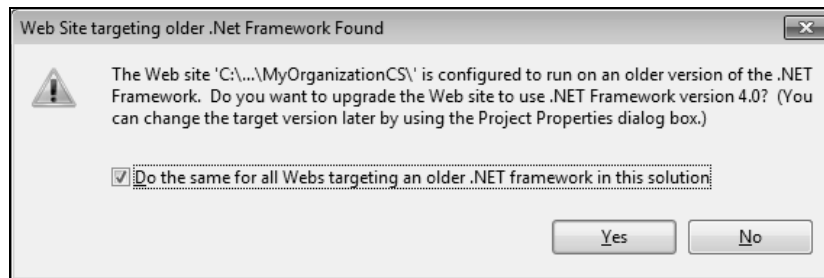 Web Site targeting older .Net Framework Found
The Web site 'C:\...\MyOrganizationCS\' is configured to run on an older version of the .NET
Framework. Do you want to upgrade the Web site to use .NET Framework version 4.0? (You
can change the target version later by using the Project Properties dialog box.)
Do the same for all Webs targeting an older .NET framework in this solution
Yes No